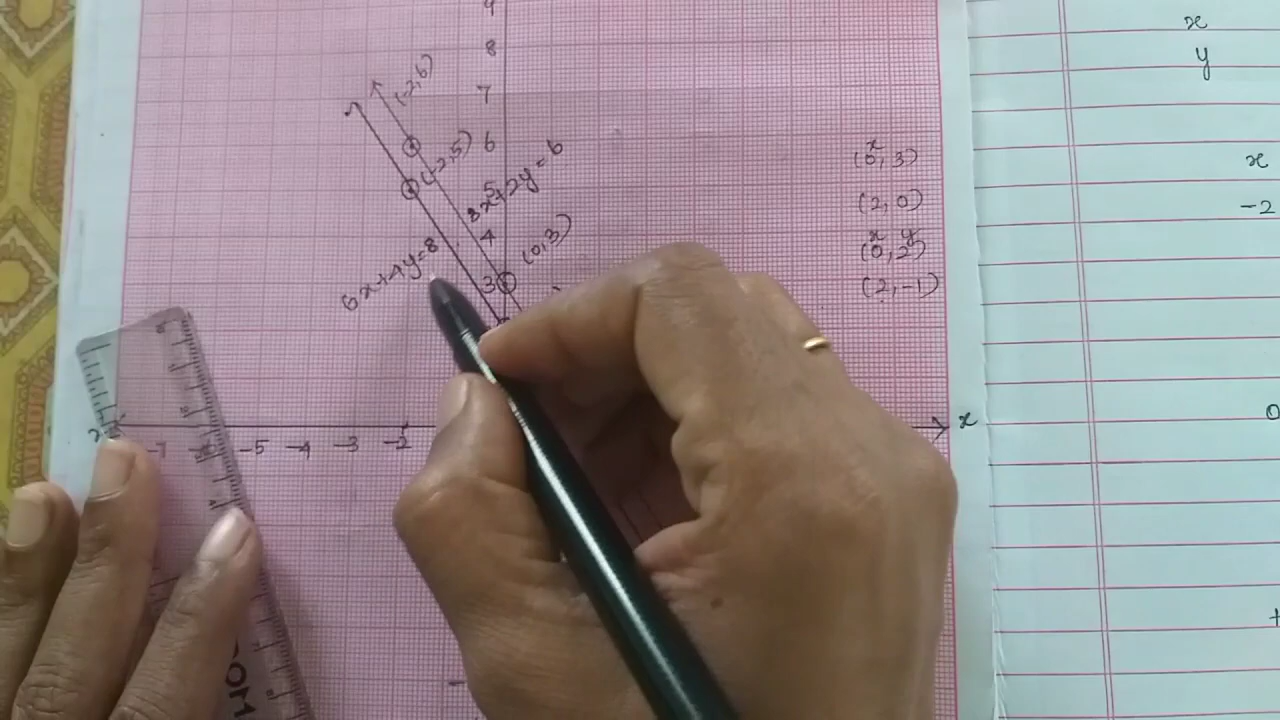 9
8
(-2,6)
7
(-2,5)
6
3x+2y=6
5
4
(0,3)
6x+4y=8
3
x
-7 -5 -4 -3 -2
x
(0, 3)
(2, 0)
x y
(0, 2)
(2, -1)
x
y
x
-2
0
+